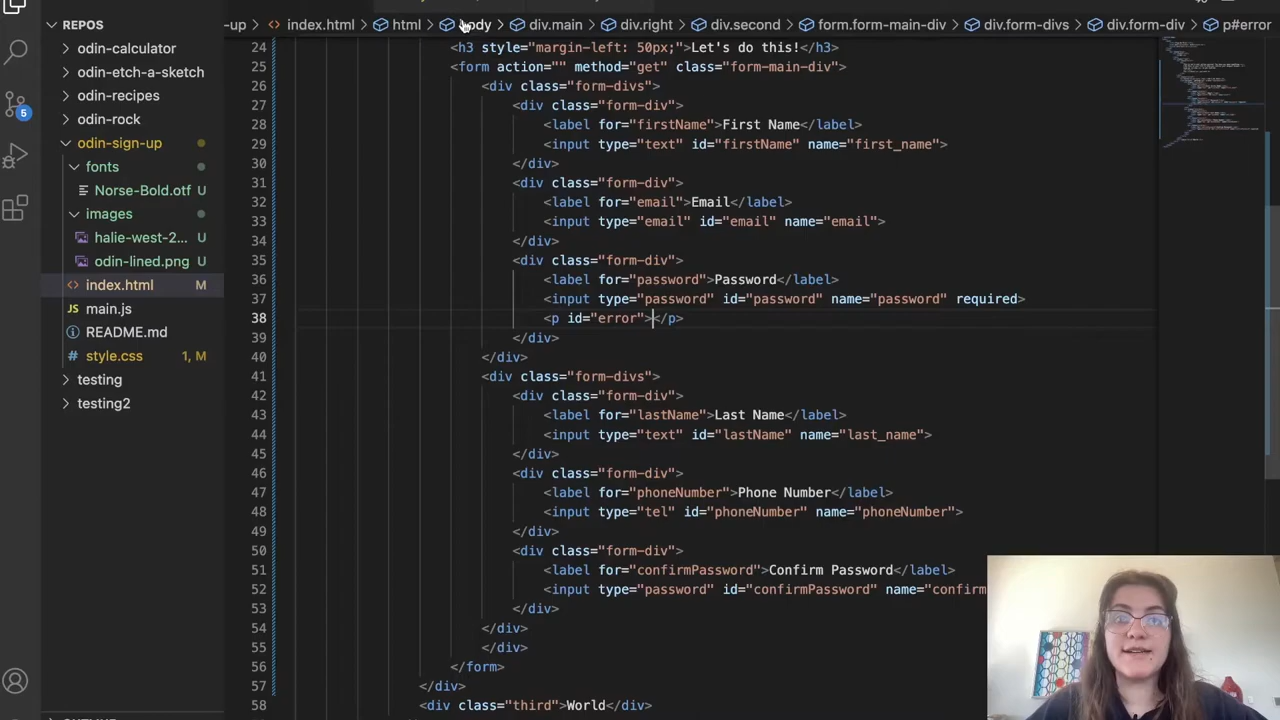 REPOS
odin-calculator
odin-etch-a-sketch
odin-recipes
odin-rock
odin-sign-up
fonts
Norse-Bold.otf U
images
halie-west-2... U
odin-lined.png U
index.html M
main.js
README.md
style.css 1, M
testing
testing2
5
-up > index.html > html > body > div.main > div.right > div.second > form.form-main-div > div.form-divs > div.form-div > p#error
24 <h3 style="margin-left: 50px;">Let's do this!</h3>
25 <form action="" method="get" class="form-main-div">
26 <div class="form-divs">
27 <div class="form-div">
28 <label for="firstName">First Name</label>
29 <input type="text" id="firstName" name="first_name">
30 </div>
31 <div class="form-div">
32 <label for="email">Email</label>
33 <input type="email" id="email" name="email">
34 </div>
35 <div class="form-div">
36 <label for="password">Password</label>
37 <input type="password" id="password" name="password" required>
38 <p id="error"></p>
39 </div>
40 </div>
41 <div class="form-divs">
42 <div class="form-div">
43 <label for="lastName">Last Name</label>
44 <input type="text" id="lastName" name="last_name">
45 </div>
46 <div class="form-div">
47 <label for="phoneNumber">Phone Number</label>
48 <input type="tel" id="phoneNumber" name="phoneNumber">
49 </div>
50 <div class="form-div">
51 <label for="confirmPassword">Confirm Password</label>
52 <input type="password" id="confirmPassword" name="confirm
53 </div>
54 </div>
55 </div>
56 </form>
57 </div>
58 <div class="third">World</div>